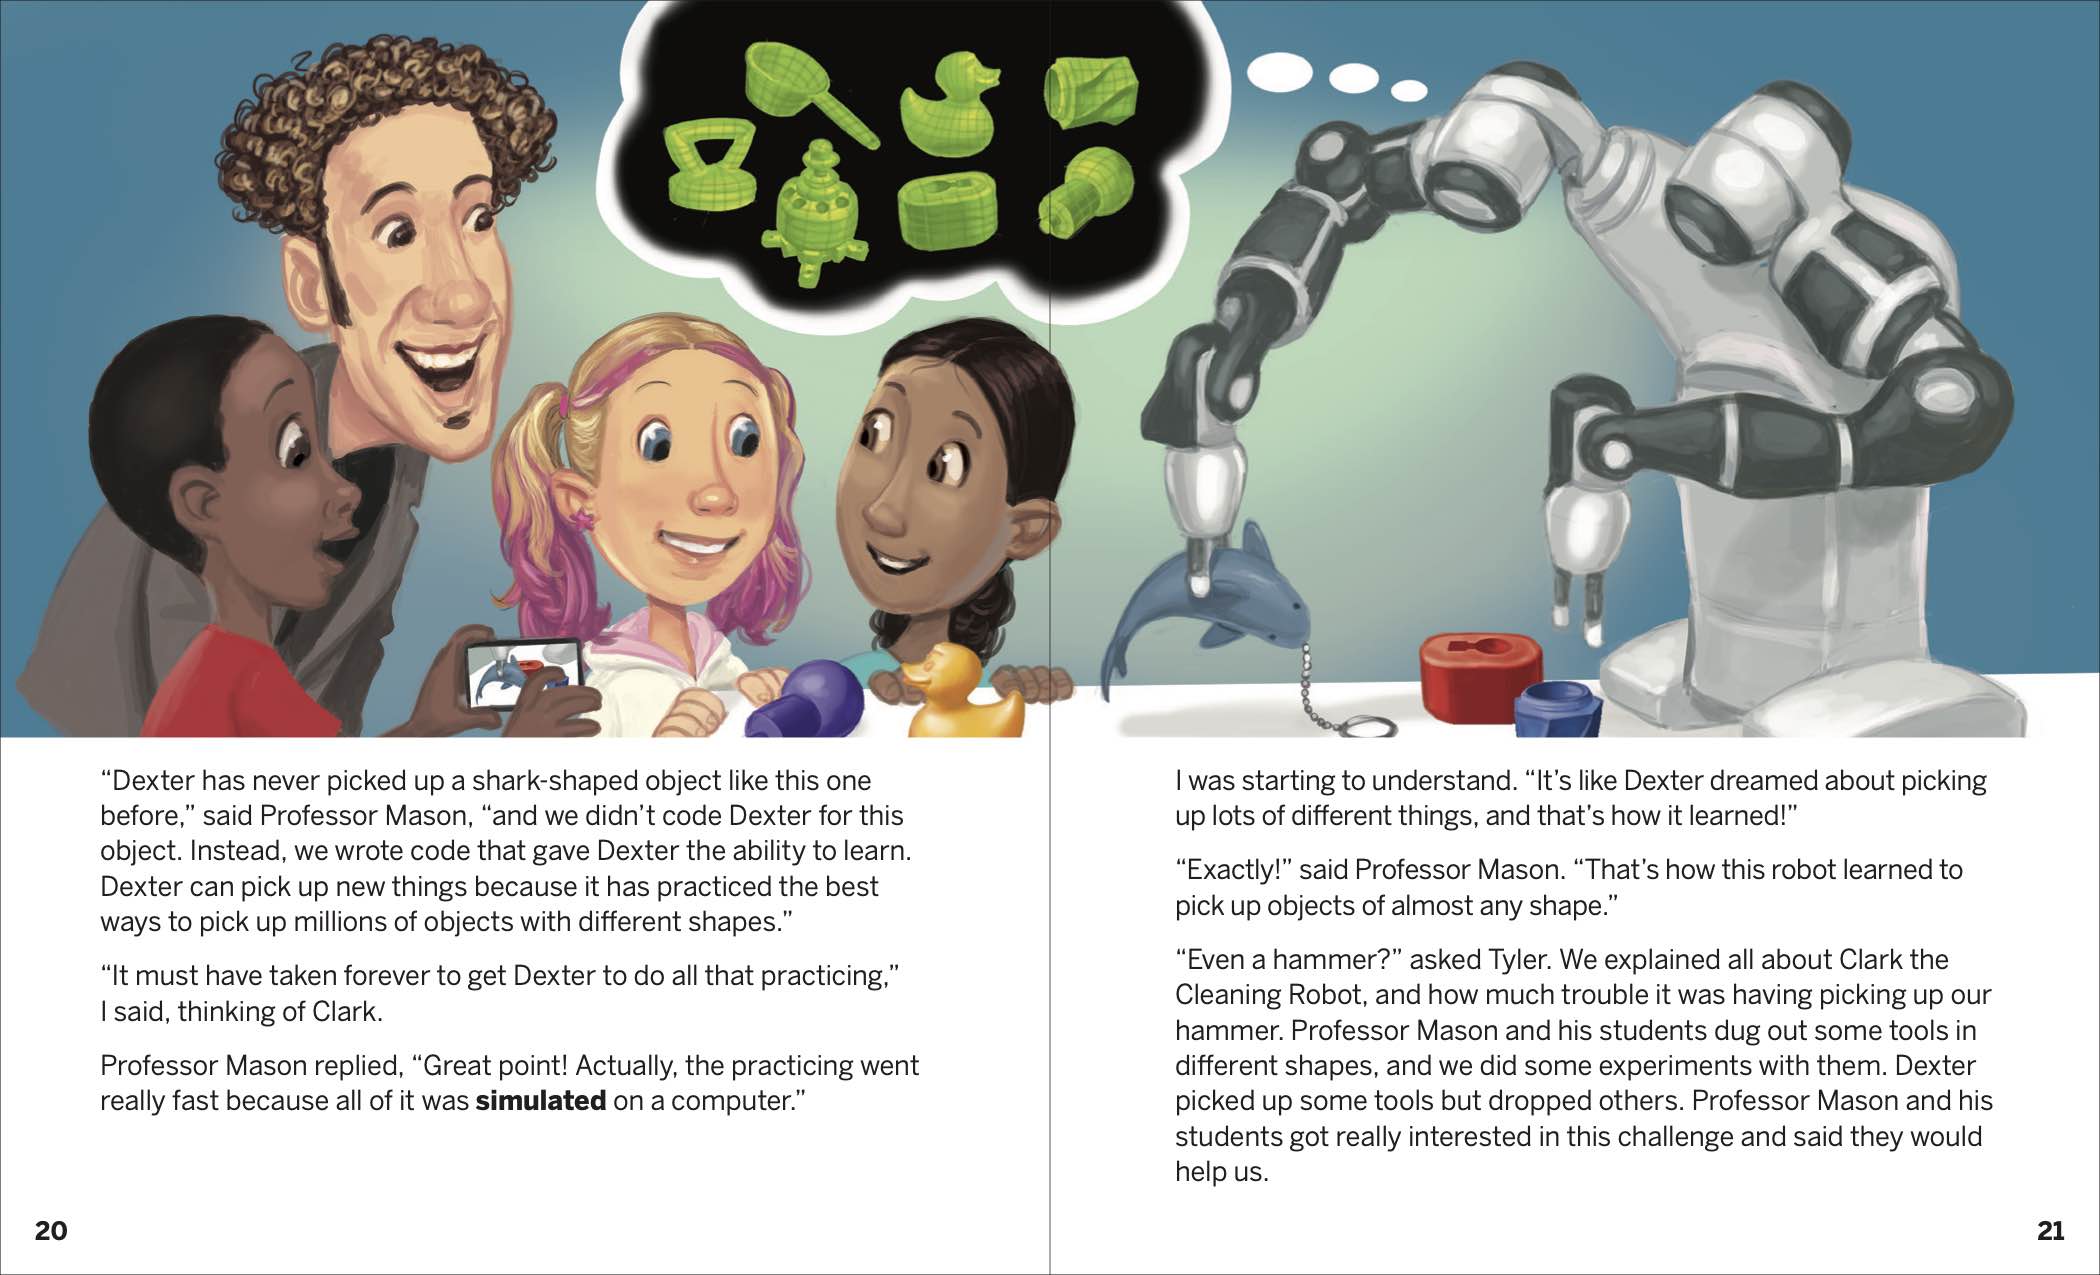 “Dexter has never picked up a shark-shaped object like this one
before,” said Professor Mason, “and we didn’t code Dexter for this
object. Instead, we wrote code that gave Dexter the ability to learn.
Dexter can pick up new things because it has practiced the best
ways to pick up millions of objects with different shapes.”
“It must have taken forever to get Dexter to do all that practicing,”
I said, thinking of Clark.
Professor Mason replied, “Great point! Actually, the practicing went
really fast because all of it was simulated on a computer.”
20
I was starting to understand. “It’s like Dexter dreamed about picking
up lots of different things, and that’s how it learned!”
“Exactly!” said Professor Mason. “That’s how this robot learned to
pick up objects of almost any shape.”
“Even a hammer?” asked Tyler. We explained all about Clark the
Cleaning Robot, and how much trouble it was having picking up our
hammer. Professor Mason and his students dug out some tools in
different shapes, and we did some experiments with them. Dexter
picked up some tools but dropped others. Professor Mason and his
students got really interested in this challenge and said they would
help us.
21